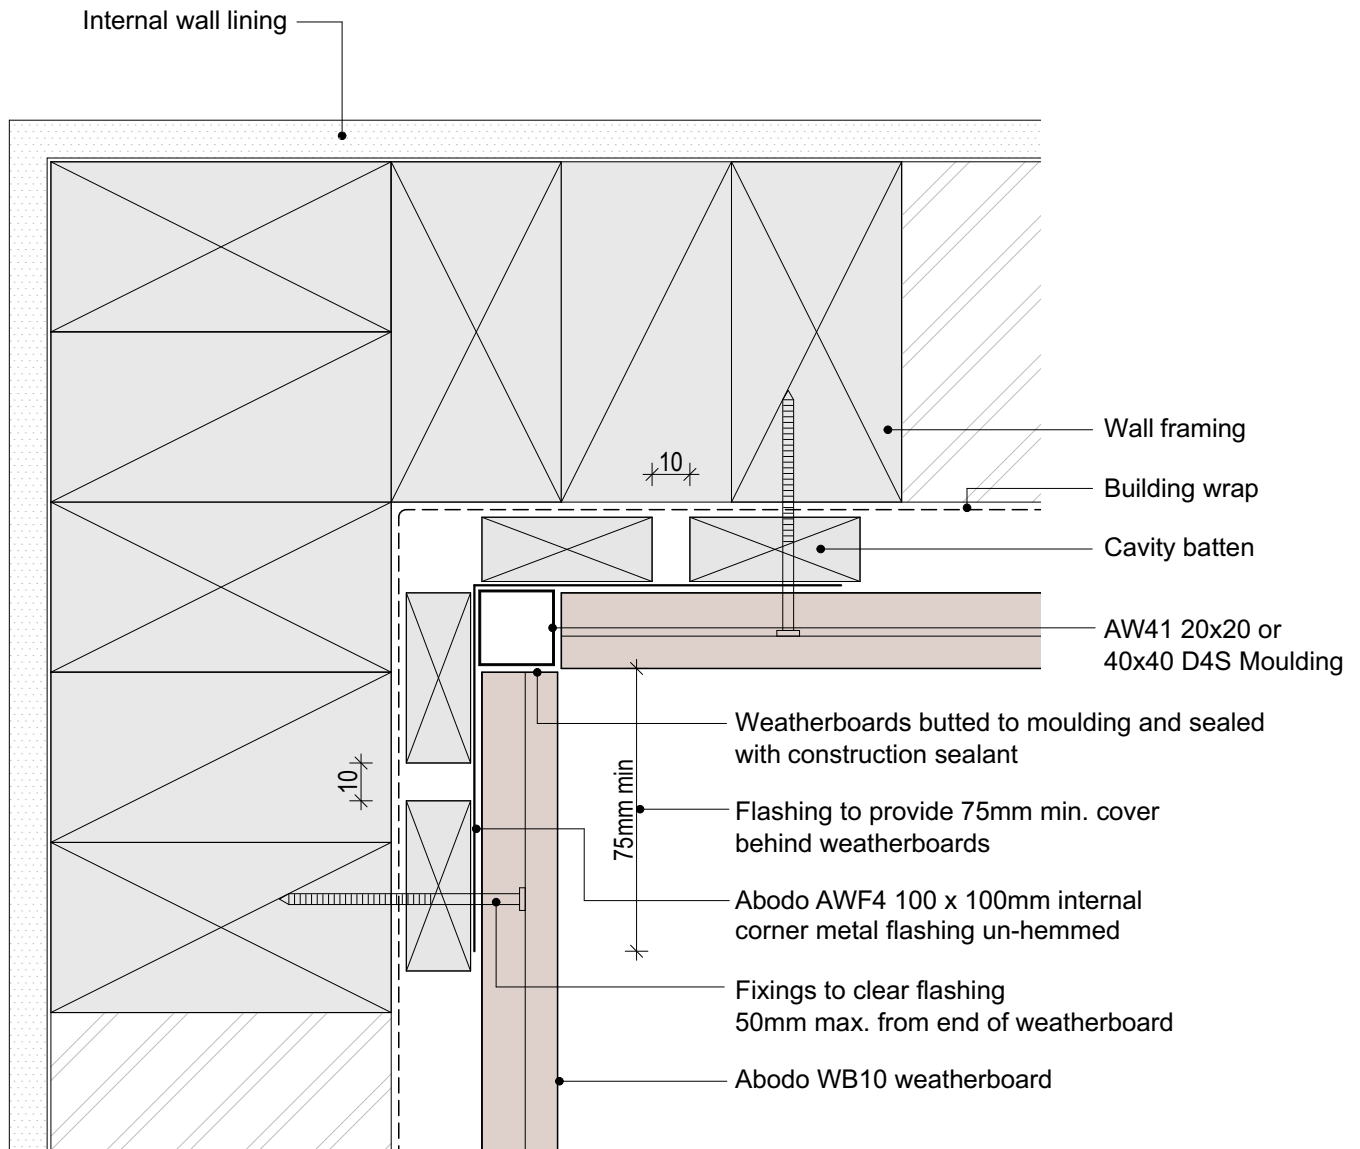 Internal wall lining
Wall framing
10
Building wrap
Cavity batten
AW41 20x20 or
40x40 D4S Moulding
Weatherboards butted to moulding and sealed
with construction sealant
10
75mm min
Flashing to provide 75mm min. cover
behind weatherboards
Abodo AWF4 100 x 100mm internal
corner metal flashing un-hemmed
Fixings to clear flashing
50mm max. from end of weatherboard
Abodo WB10 weatherboard